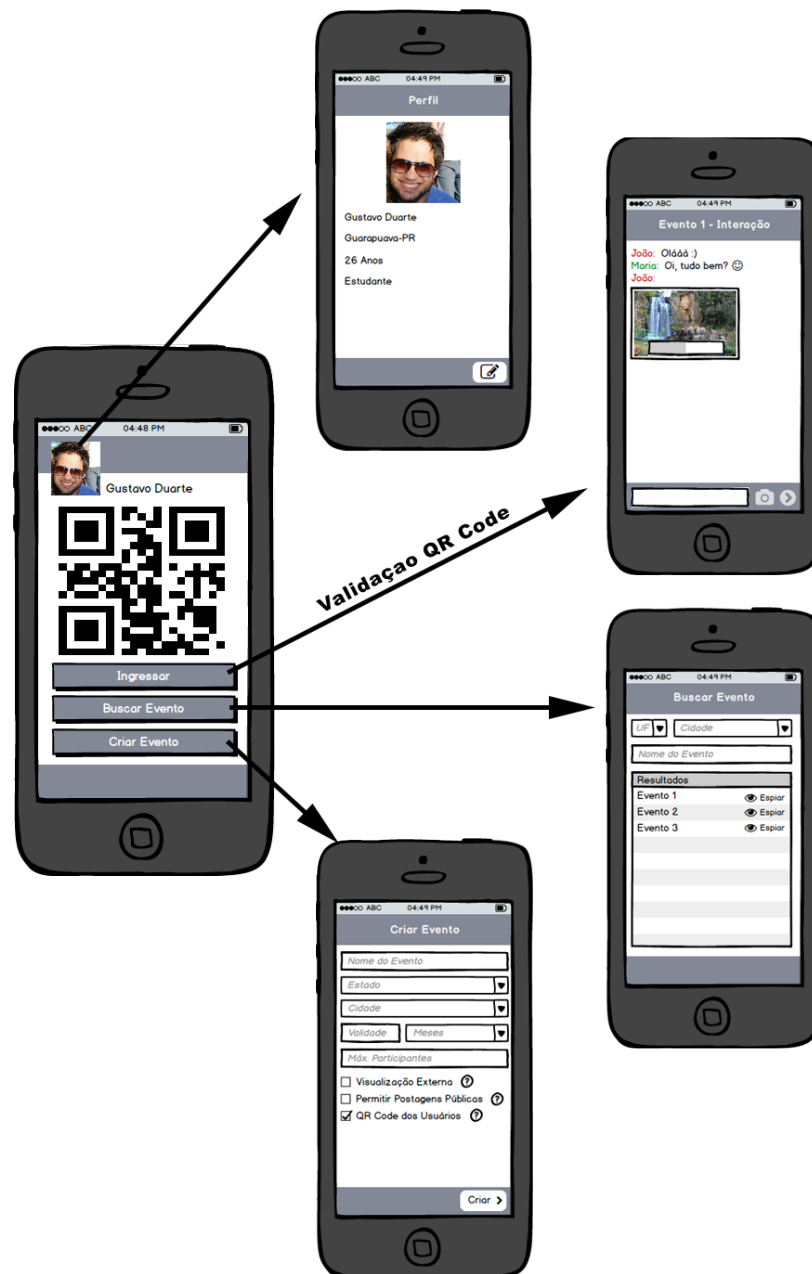 ABC 04:49 PM
Perfil
Gustavo Duarte
Guarapuava-PR
26 Anos
Estudante
ABC 04:49 PM
Evento 1 - Interação
João: Olááá :)
Maria: Oi, tudo bem? ☺
João:
ABC 04:48 PM
Gustavo Duarte
Ingressar
Buscar Evento
Criar Evento
Validaçao QR Code
ABC 04:49 PM
Buscar Evento
UF Cidade
Nome do Evento
Resultados
Evento 1 Espiar
Evento 2 Espiar
Evento 3 Espiar
ABC 04:49 PM
Criar Evento
Nome do Evento
Estado
Cidade
Validade Meses
Máx. Participantes
Visualização Externa ?
Permitir Postagens Públicas ?
QR Code dos Usuários ?
Criar